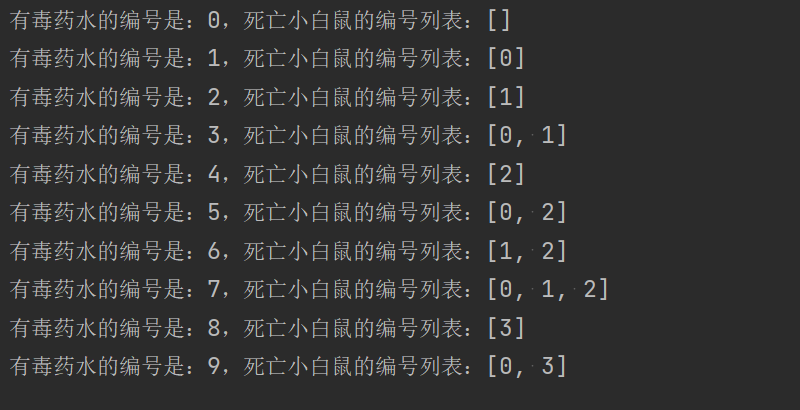 有毒药水的编号是：0，死亡小白鼠的编号列表：[]
有毒药水的编号是：1，死亡小白鼠的编号列表：[0]
有毒药水的编号是：2，死亡小白鼠的编号列表：[1]
有毒药水的编号是：3，死亡小白鼠的编号列表：[0, 1]
有毒药水的编号是：4，死亡小白鼠的编号列表：[2]
有毒药水的编号是：5，死亡小白鼠的编号列表：[0, 2]
有毒药水的编号是：6，死亡小白鼠的编号列表：[1, 2]
有毒药水的编号是：7，死亡小白鼠的编号列表：[0, 1, 2]
有毒药水的编号是：8，死亡小白鼠的编号列表：[3]
有毒药水的编号是：9，死亡小白鼠的编号列表：[0, 3]